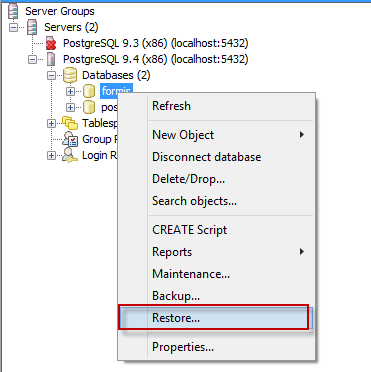 Server Groups
Servers (2)
PostgreSQL 9.3 (x86) (localhost:5432)
PostgreSQL 9.4 (x86) (localhost:5432)
Databases (2)
formis
pos
Tablesp
Group R
Login R
Refresh
New Object
Disconnect database
Delete/Drop...
Search objects...
CREATE Script
Reports
Maintenance...
Backup...
Restore...
Properties...